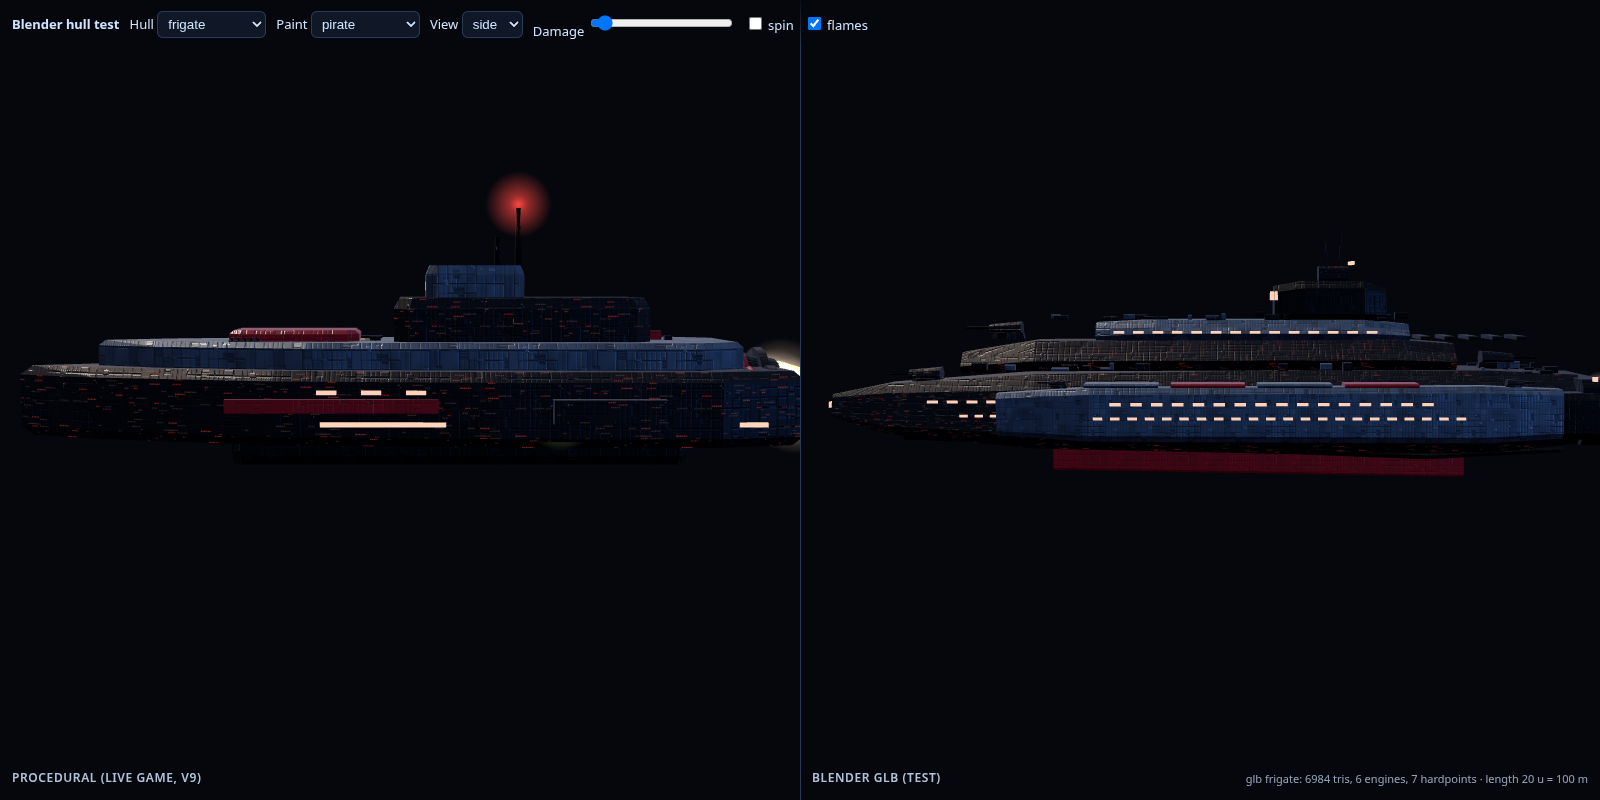 Blender hull test Hull frigate Paint pirate View side Damage spin flames
PROCEDURAL (LIVE GAME, V9)
BLENDER GLB (TEST)
glb frigate: 6984 tris, 6 engines, 7 hardpoints · length 20 u = 100 m